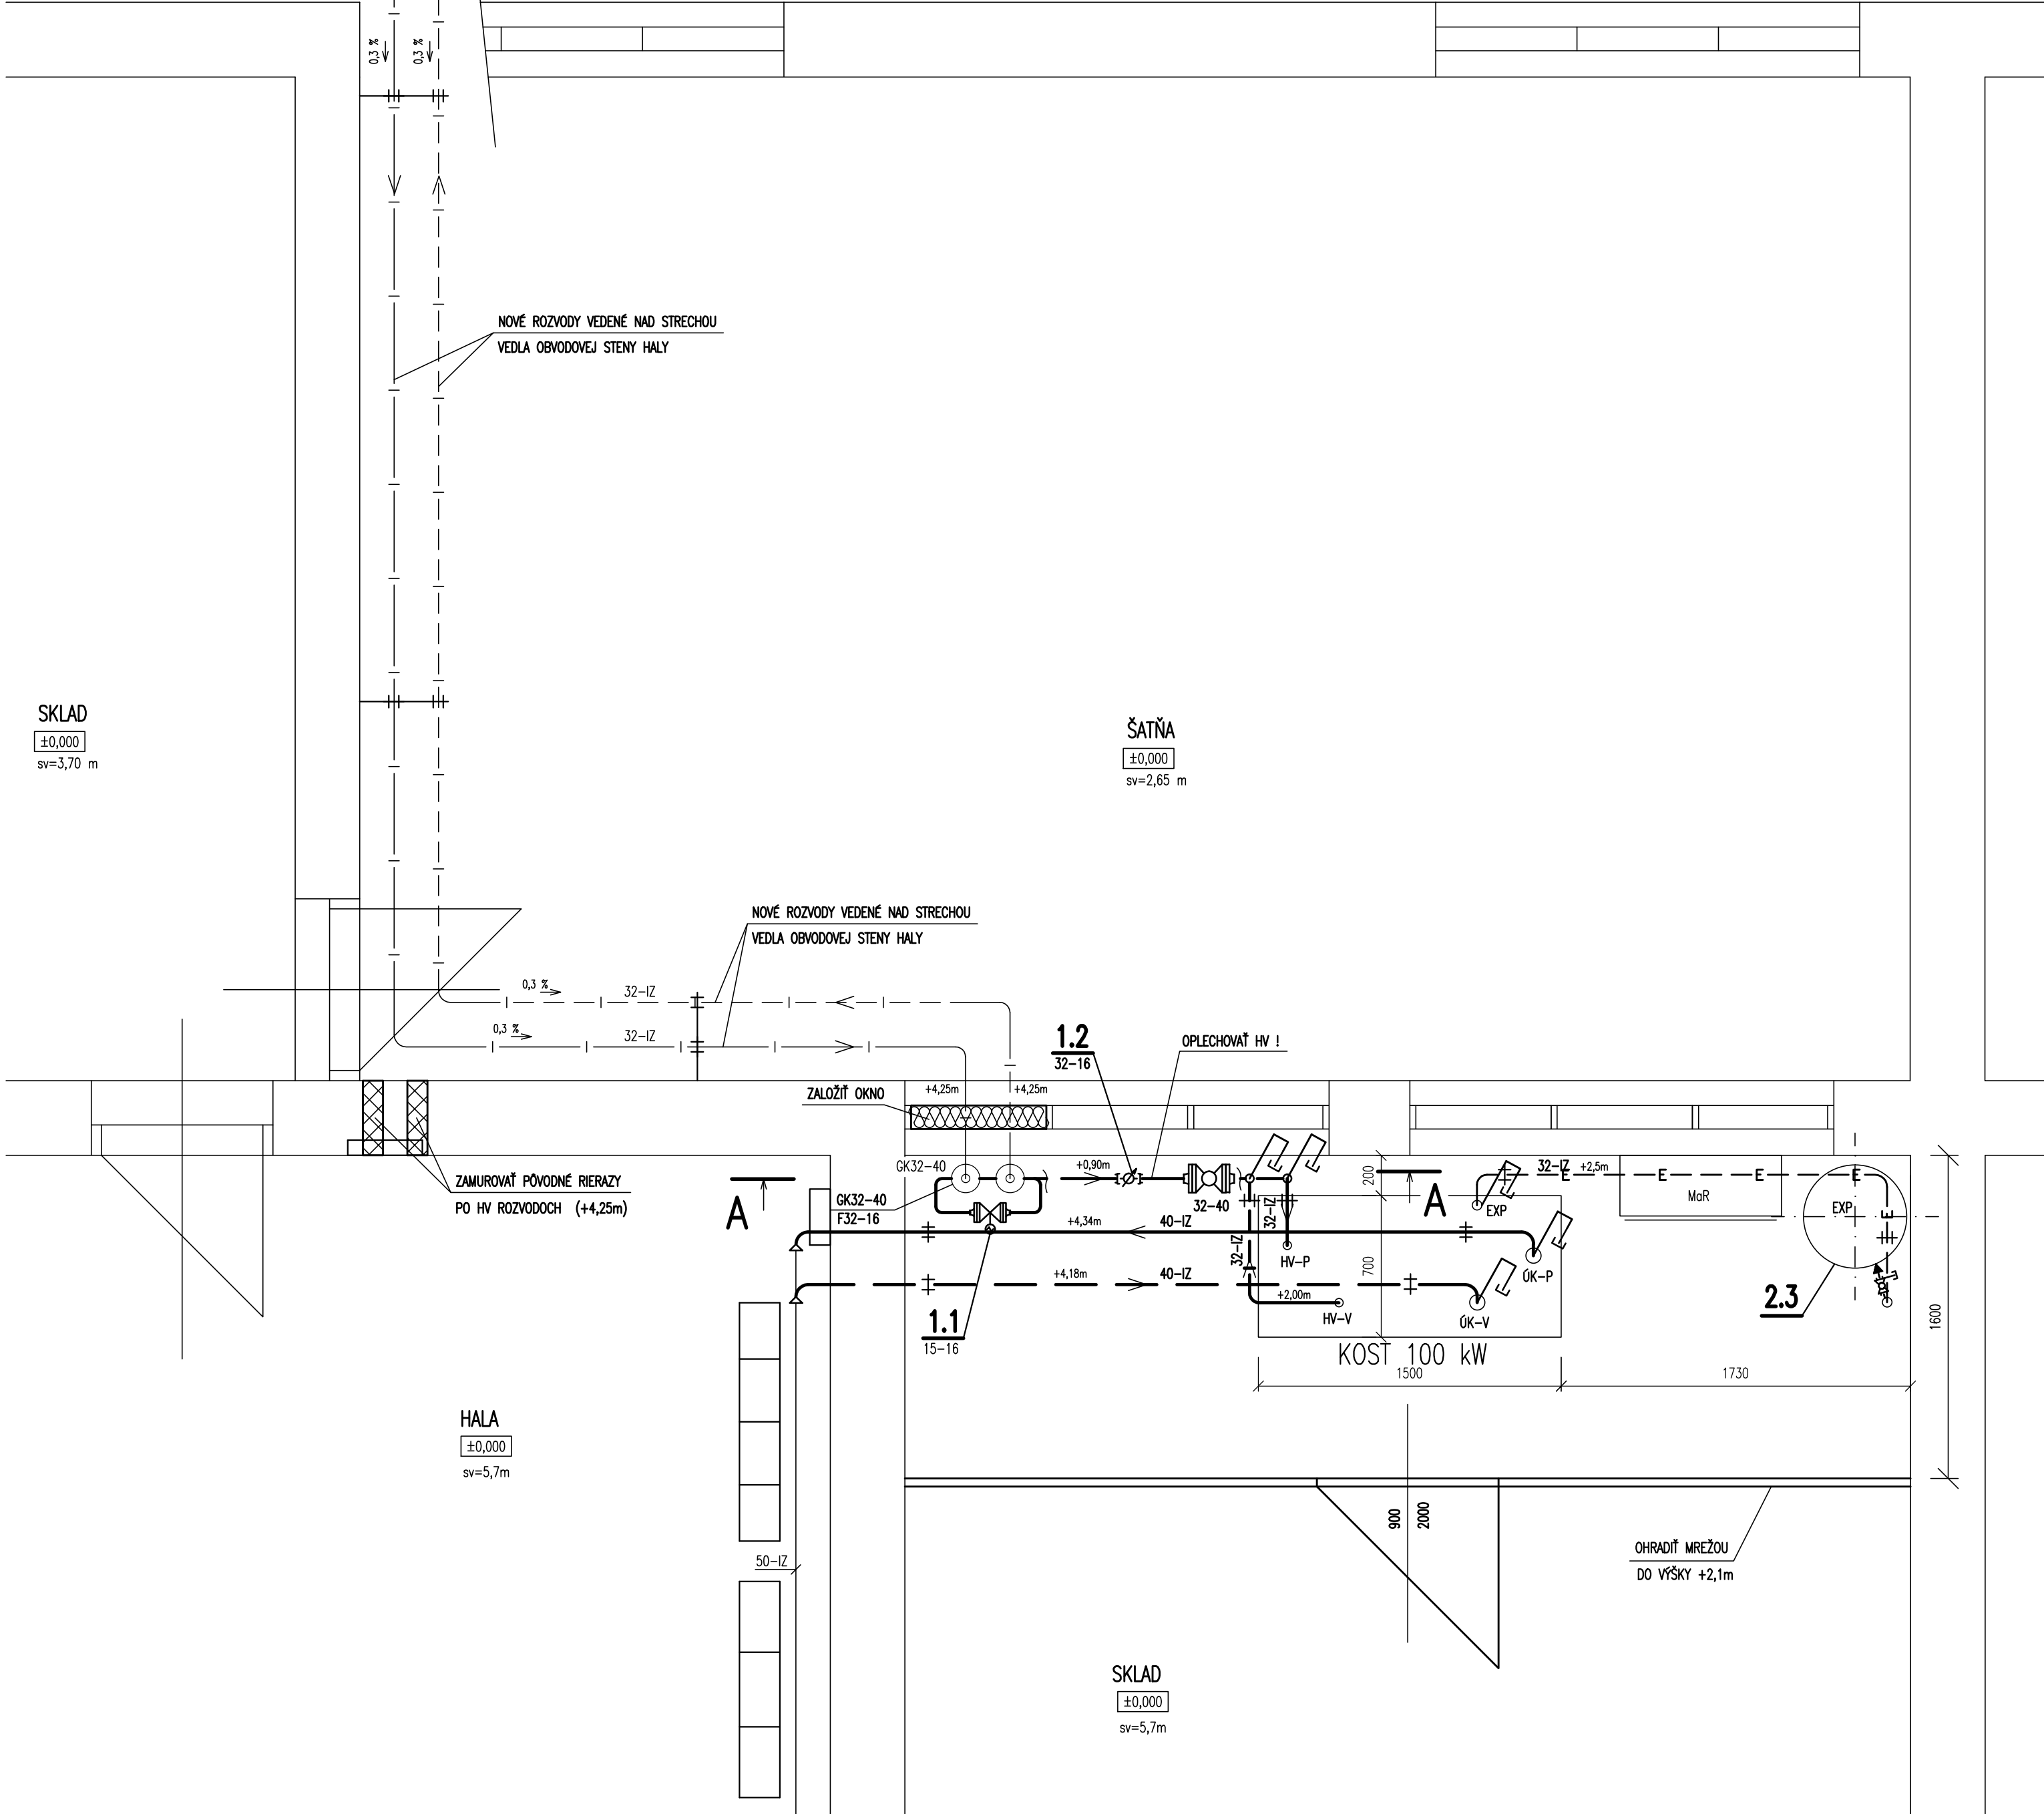 0,3 %
0,3 %
NOVÉ ROZVODY VEDENÉ NAD STRECHOU
VEDLA OBVODOVEJ STENY HALY
SKLAD
±0,000
sv=3,70 m
ŠATŇA
±0,000
sv=2,65 m
NOVÉ ROZVODY VEDENÉ NAD STRECHOU
VEDLA OBVODOVEJ STENY HALY
0,3 %
32-IZ
0,3 %
32-IZ
1.2
32-16
OPLECHOVAŤ HV !
ZALOŽIŤ OKNO
+4,25m
+4,25m
ZAMUROVAŤ PÔVODNÉ RIERAZY
PO HV ROZVODOCH (+4,25m)
A
GK32-40
GK32-40
F32-16
+0,90m
32-40
32-IZ
32-IZ
200
700
A
32-IZ
+2,5m
EXP
MaR
EXP
E
E
E
E
E
+4,34m
40-IZ
HV-P
ÚK-P
+4,18m
40-IZ
+2,00m
HV-V
ÚK-V
2.3
1600
1.1
15-16
KOST 100 kW
1500
1730
HALA
±0,000
sv=5,7m
50-IZ
900
2000
OHRADIŤ MREŽOU
DO VÝŠKY +2,1m
SKLAD
±0,000
sv=5,7m